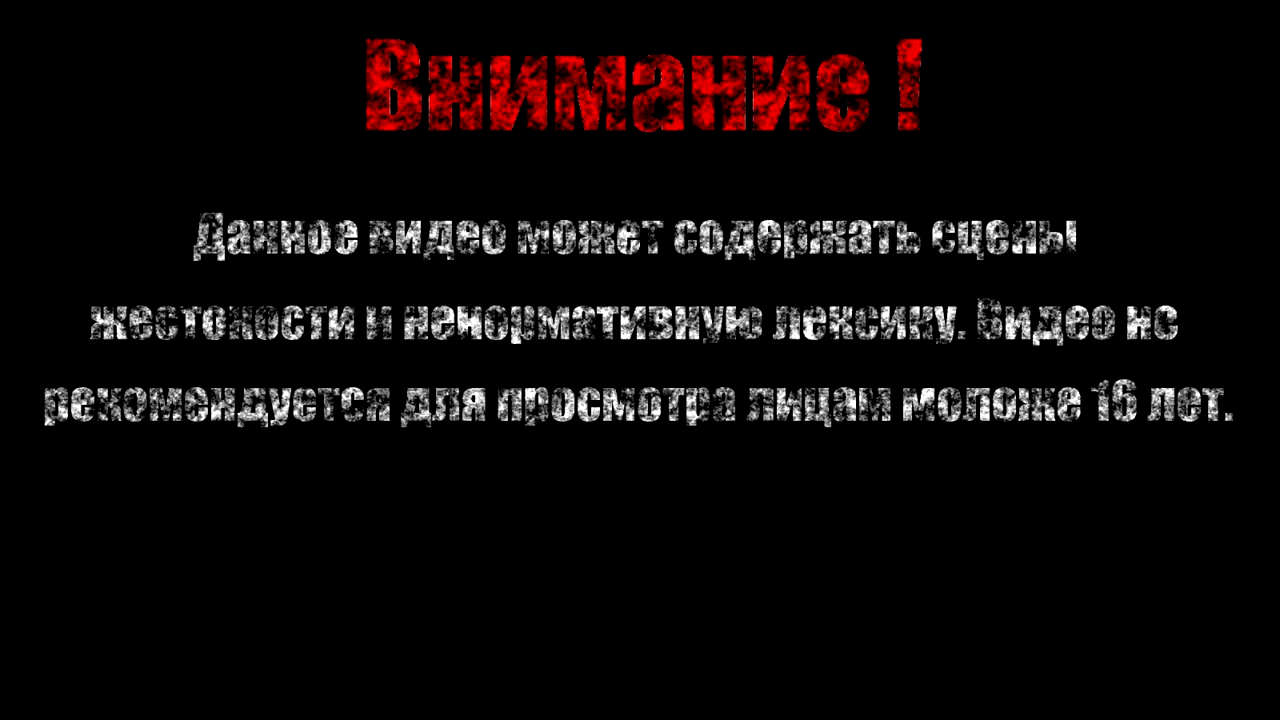 Внимание !
Данное видео может содержать сцены
жестокости и ненормативную лексику. Видео не
рекомендуется для просмотра лицам моложе 16 лет.